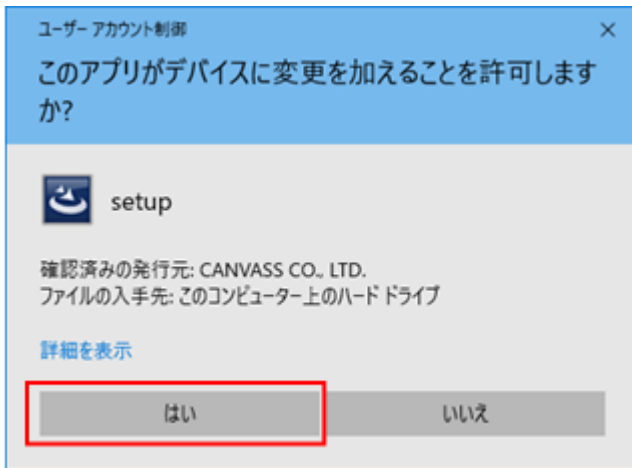 ユーザー アカウント制御
このアプリがデバイスに変更を加えることを許可します
か?
setup
確認済みの発行元: CANVASS CO., LTD.
ファイルの入手先: このコンピューター上のハード ドライブ
詳細を表示
はい
いいえ